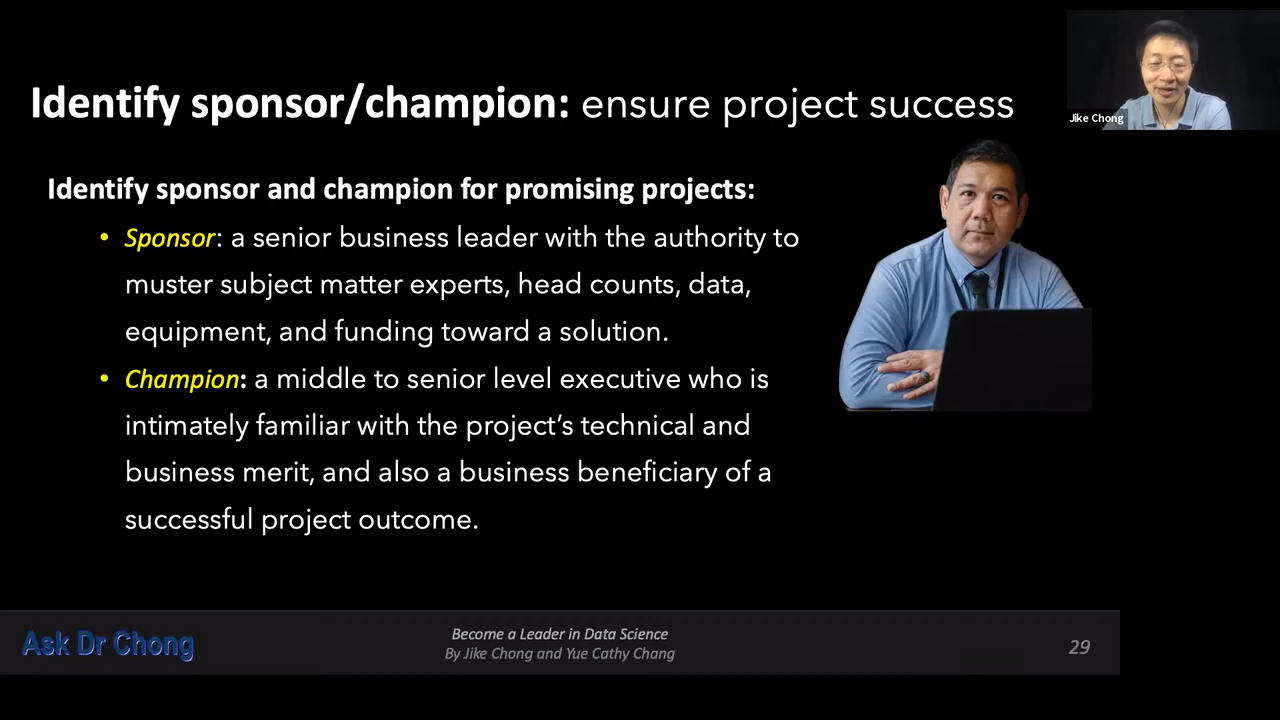 Identify sponsor/champion: ensure project success
Jike Chong
Identify sponsor and champion for promising projects:
• Sponsor: a senior business leader with the authority to
muster subject matter experts, head counts, data,
equipment, and funding toward a solution.
• Champion: a middle to senior level executive who is
intimately familiar with the project’s technical and
business merit, and also a business beneficiary of a
successful project outcome.
Ask Dr Chong
Become a Leader in Data Science
By Jike Chong and Yue Cathy Chang
29